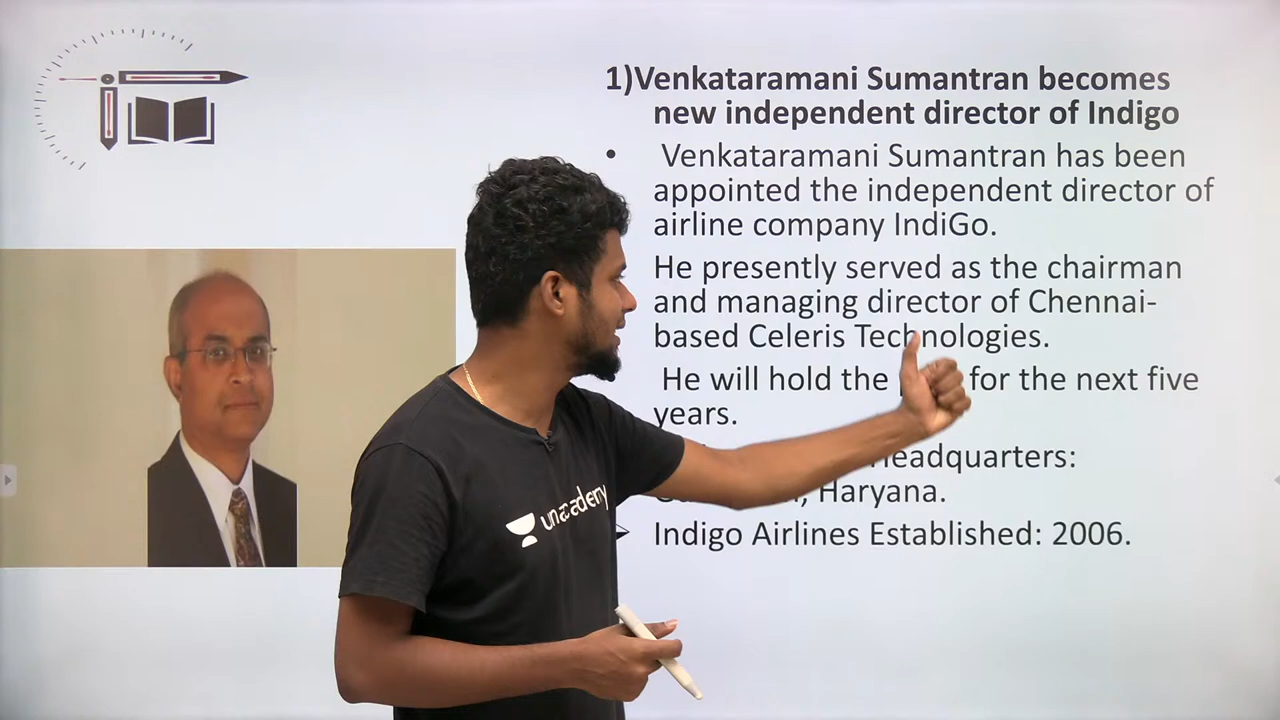 1)Venkataramani Sumantran becomes
new independent director of Indigo
• Venkataramani Sumantran has been
appointed the independent director of
airline company IndiGo.
He presently served as the chairman
and managing director of Chennai-
based Celeris Technologies.
He will hold the for the next five
years.
headquarters:
Haryana.
➤ Indigo Airlines Established: 2006.
unacademy